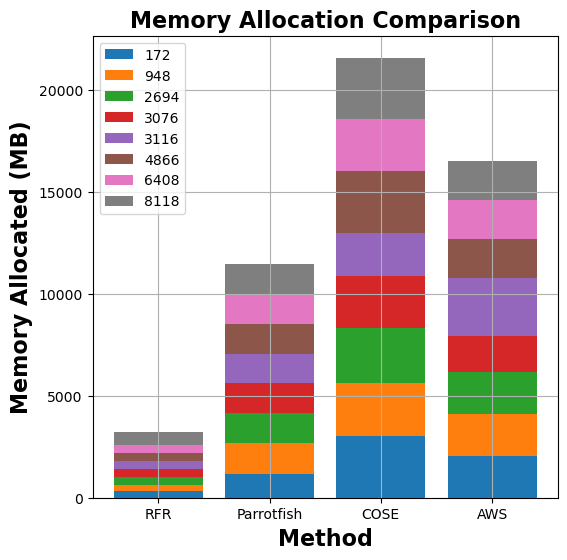 Memory Allocation Comparison
Memory Allocated (MB)
20000
15000
10000
5000
0
172
948
2694
3076
3116
4866
6408
8118
RFR
Parrotfish
COSE
AWS
Method